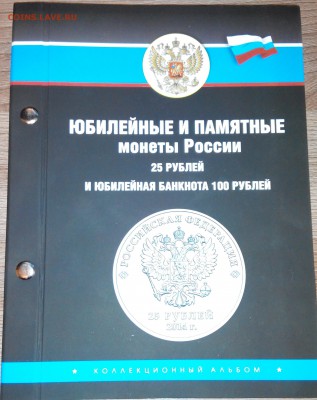 COINS.LAVE.SU
ЮБИЛЕЙНЫЕ И ПАМЯТНЫЕ
монеты России
25 РУБЛЕЙ
И ЮБИЛЕЙНАЯ БАНКНОТА 100 РУБЛЕЙ
РОССИЙСКАЯ ФЕДЕРАЦИЯ
25 РУБЛЕЙ
2014 г.
КОЛЛЕКЦИОННЫЙ АЛЬБОМ